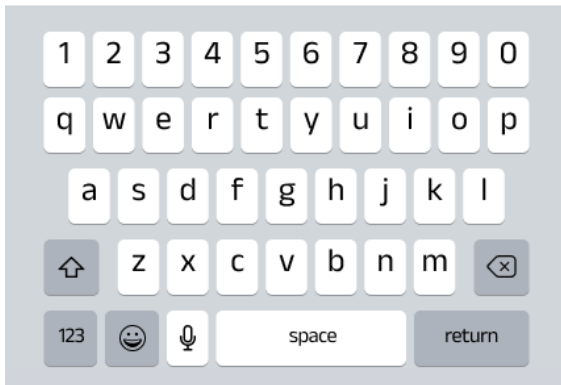 1 2 3 4 5 6 7 8 9 0
q w e r t y u i o p
a s d f g h j k l
z x c v b n m
123 space return